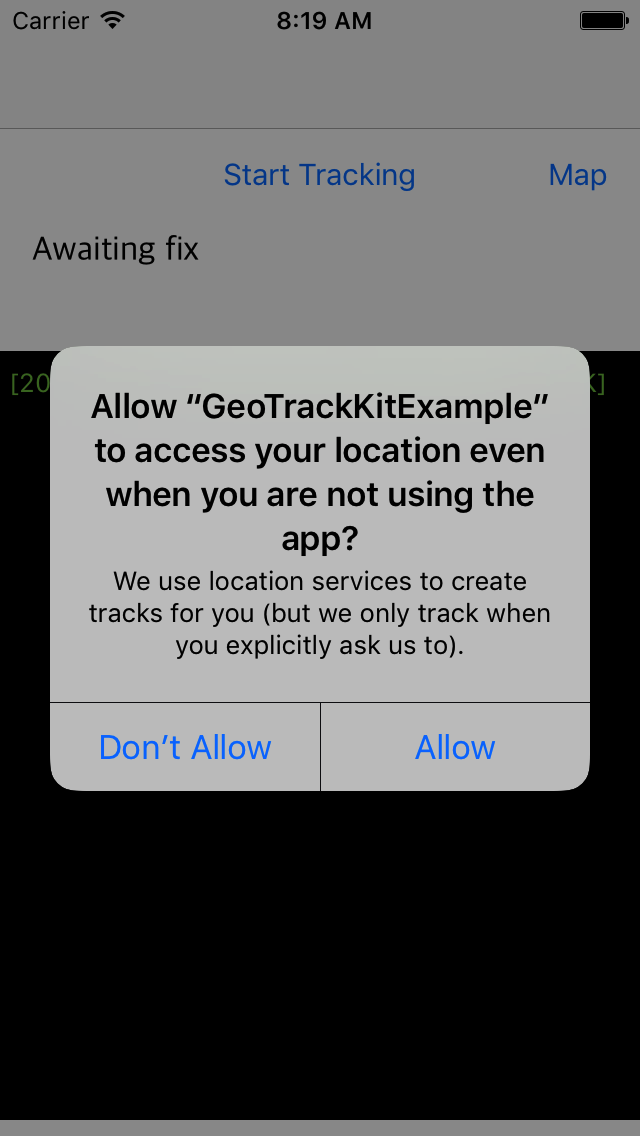 Carrier 8:19 AM
Start Tracking Map
Awaiting fix
[20 K]
Allow “GeoTrackKitExample”
to access your location even
when you are not using the
app?
We use location services to create
tracks for you (but we only track when
you explicitly ask us to).
Don’t Allow Allow